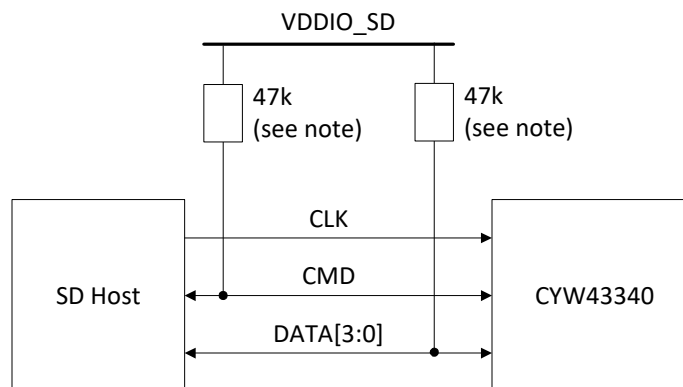 VDDIO_SD
47k
(see note)
47k
(see note)
CLK
CMD
DATA[3:0]
SD Host
CYW43340